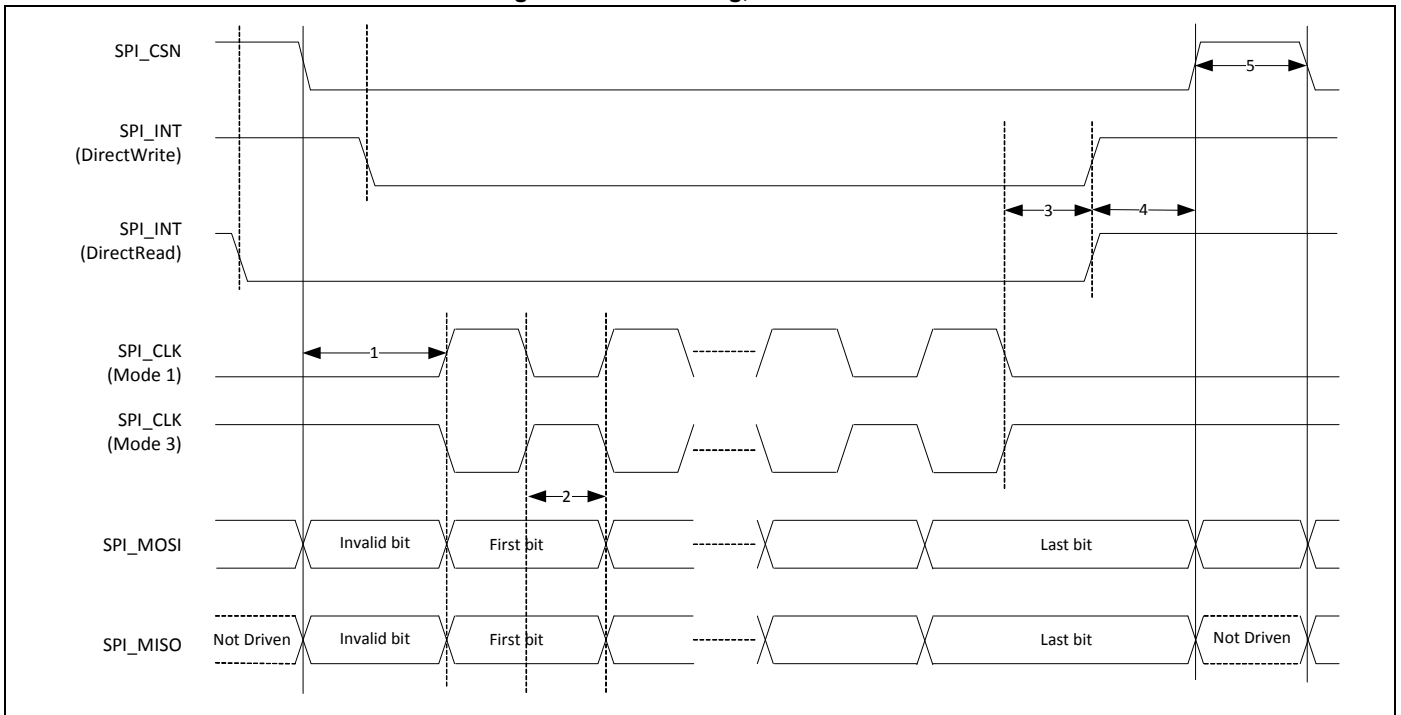 SPI_CSN
5
SPI_INT
(DirectWrite)
3
4
SPI_INT
(DirectRead)
SPI_CLK
(Mode 1)
1
SPI_CLK
(Mode 3)
2
SPI_MOSI
Invalid bit
First bit
Last bit
SPI_MISO
Not Driven
Invalid bit
First bit
Last bit
Not Driven